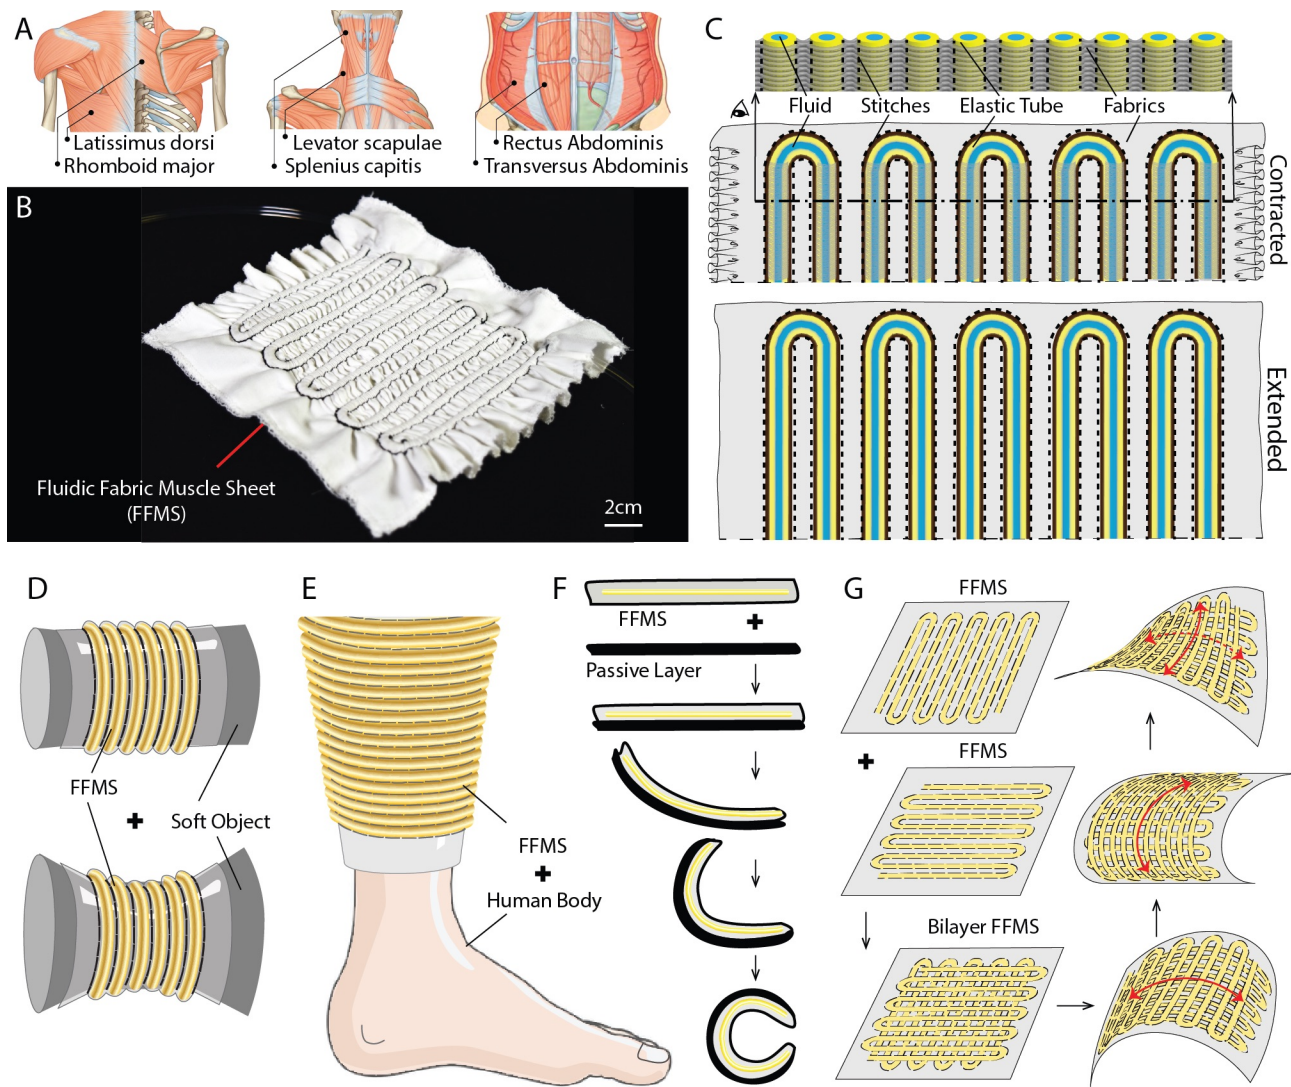 A
Latissimus dorsi
Rhomboid major
Levator scapulae
Splenius capitis
Rectus Abdominis
Transversus Abdominis
B
Fluidic Fabric Muscle Sheet
(FFMS)
2cm
C
Fluid
Stitches
Elastic Tube
Fabrics
Contracted
Extended
D
FFMS
+
Soft Object
E
FFMS
+
Human Body
F
FFMS
+
Passive Layer
G
FFMS
+
FFMS
Bilayer FFMS